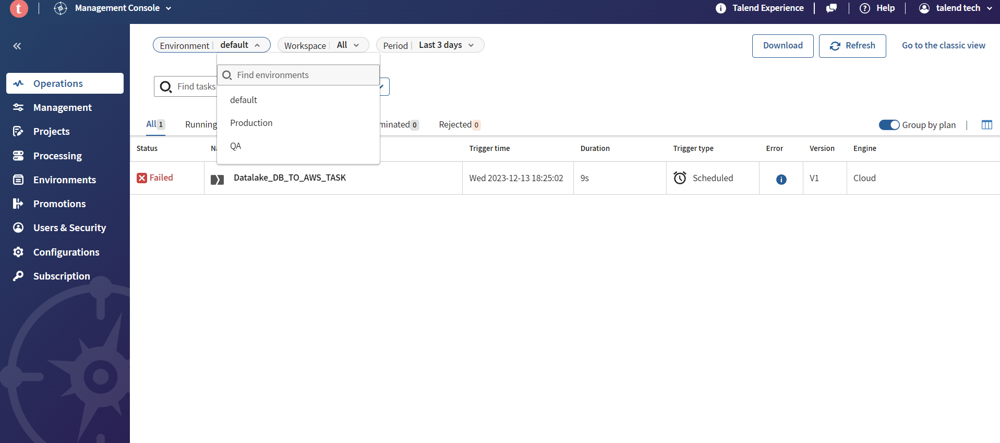 t Management Console Talend Experience Help talend tech
Environment default Workspace All Period Last 3 days Download Refresh Go to the classic view
Find environments
Find tasks
default
Production
QA
Operations
Management
Projects
Processing
Environments
Promotions
Users & Security
Configurations
Subscription
All 1 Running minated 0 Rejected 0 Group by plan
Status Trigger time Duration Trigger type Error Version Engine
Failed Datalake_DB_TO_AWS_TASK Wed 2023-12-13 18:25:02 9s Scheduled V1 Cloud